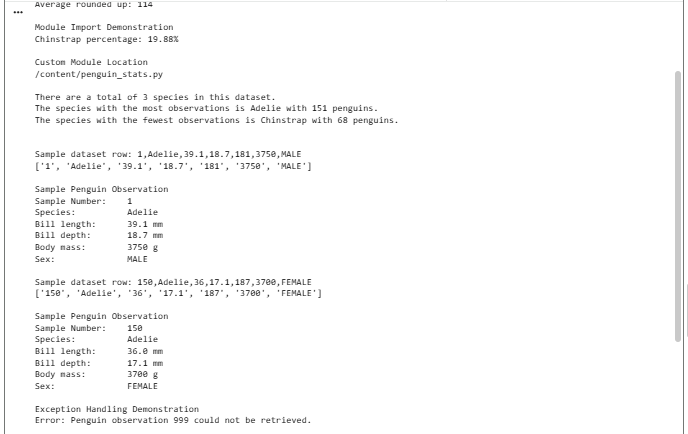 Average rounded up: 114
Module Import Demonstration
Chinstrap percentage: 19.88%
Custom Module Location
/content/penguin_stats.py
There are a total of 3 species in this dataset.
The species with the most observations is Adelie with 151 penguins.
The species with the fewest observations is Chinstrap with 68 penguins.
Sample dataset row: 1,Adelie,39.1,18.7,181,3750,MALE
['1', 'Adelie', '39.1', '18.7', '181', '3750', 'MALE']
Sample Penguin Observation
Sample Number: 1
Species: Adelie
Bill length: 39.1 mm
Bill depth: 18.7 mm
Body mass: 3750 g
Sex: MALE
Sample dataset row: 150,Adelie,36,17.1,187,3700,FEMALE
['150', 'Adelie', '36', '17.1', '187', '3700', 'FEMALE']
Sample Penguin Observation
Sample Number: 150
Species: Adelie
Bill length: 36.0 mm
Bill depth: 17.1 mm
Body mass: 3700 g
Sex: FEMALE
Exception Handling Demonstration
Error: Penguin observation 999 could not be retrieved.